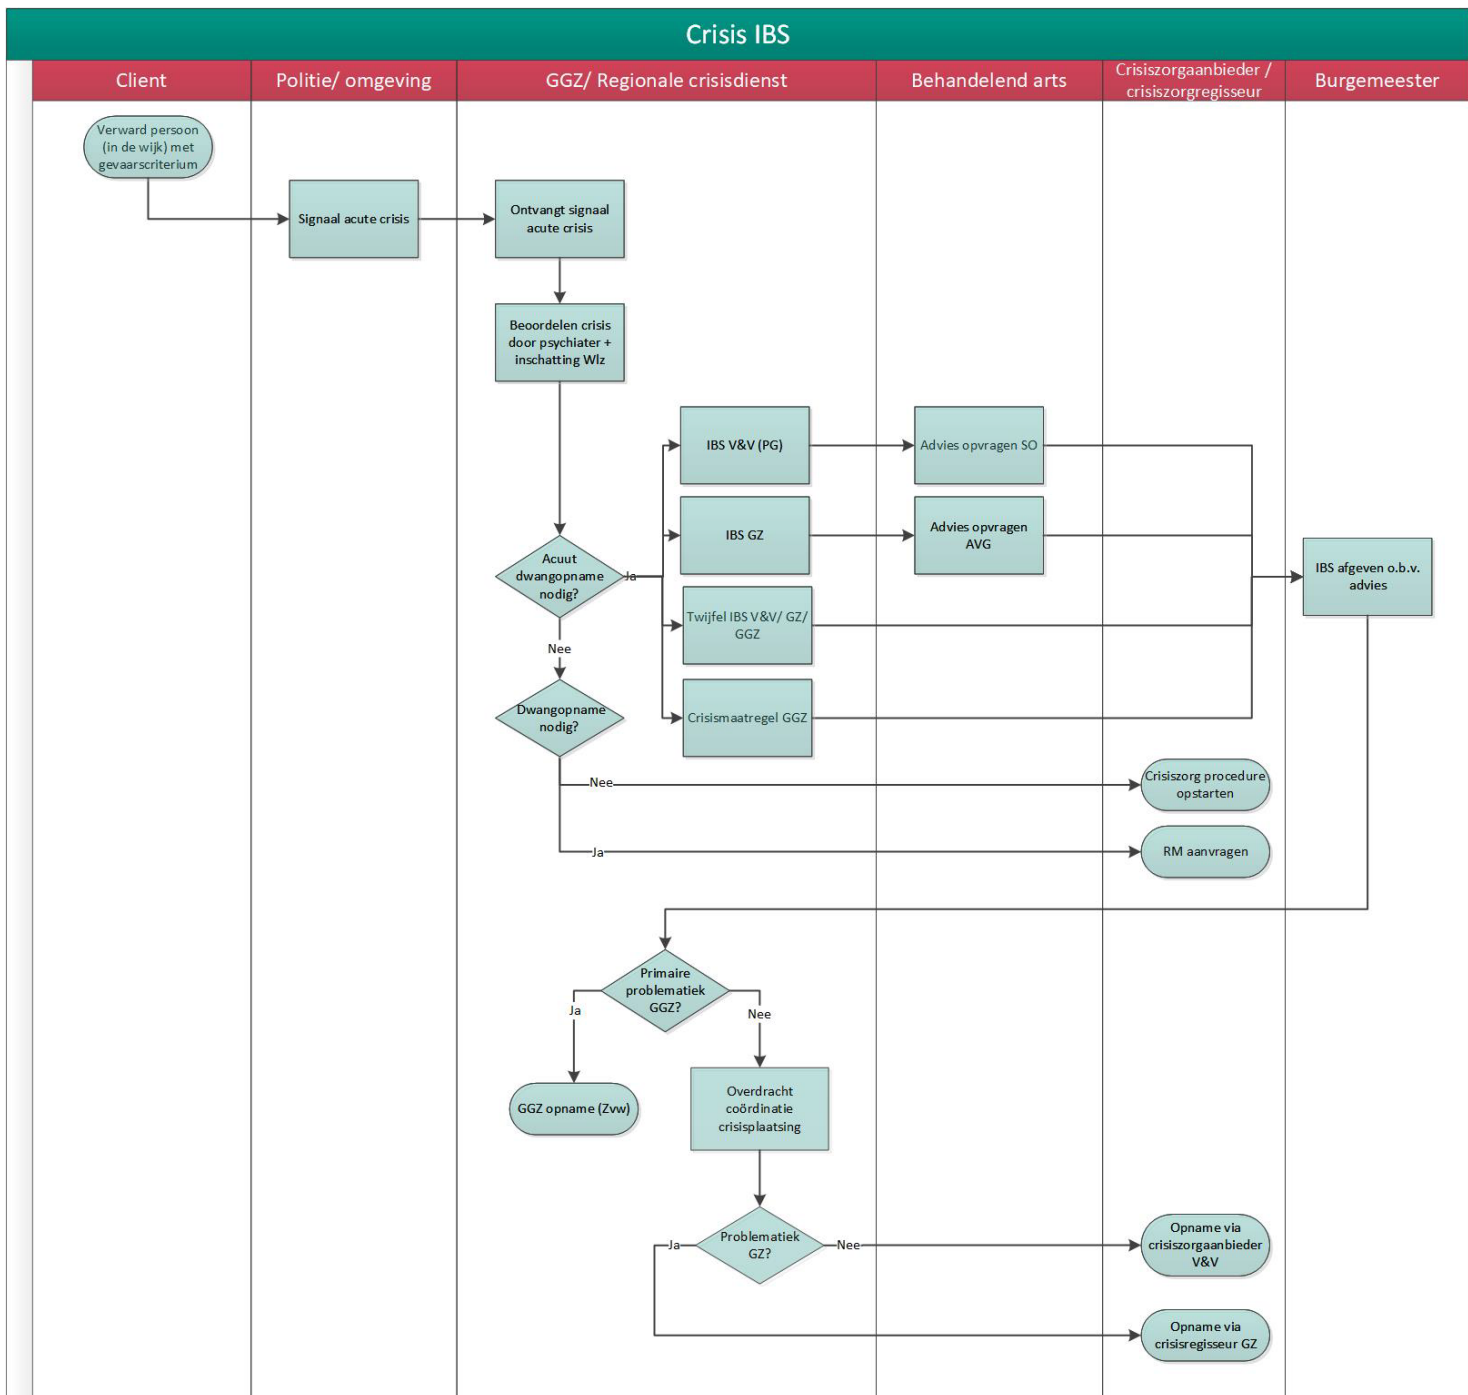 Crisis IBS
Client
Politie/ omgeving
GGZ/ Regionale crisisdienst
Behandelend arts
Crisiszorgaanbieder /
crisiszorgregisseur
Burgemeester
Verward persoon
(in de wijk) met
gevaarscriterium
Signaal acute crisis
Ontvangt signaal
acute crisis
Beoordelen crisis
door psychiater +
inschatting Wlz
IBS V&V (PG)
Advies opvragen SO
IBS GZ
Advies opvragen
AVG
Acuut
dwangopname
nodig?
Ja
IBS afgeven o.b.v.
advies
Twijfel IBS V&V/ GZ/
GGZ
Nee
Dwangopname
nodig?
Crisismaatregel GGZ
Nee
Crisiszorg procedure
opstarten
Ja
RM aanvragen
Primaire
problematiek
GGZ?
Ja
Nee
GGZ opname (Zvw)
Overdracht
coördinatie
crisisplaatsing
Problematiek
GZ?
Ja
Nee
Opname via
crisiszorgaanbieder
V&V
Opname via
crisisregisseur GZ